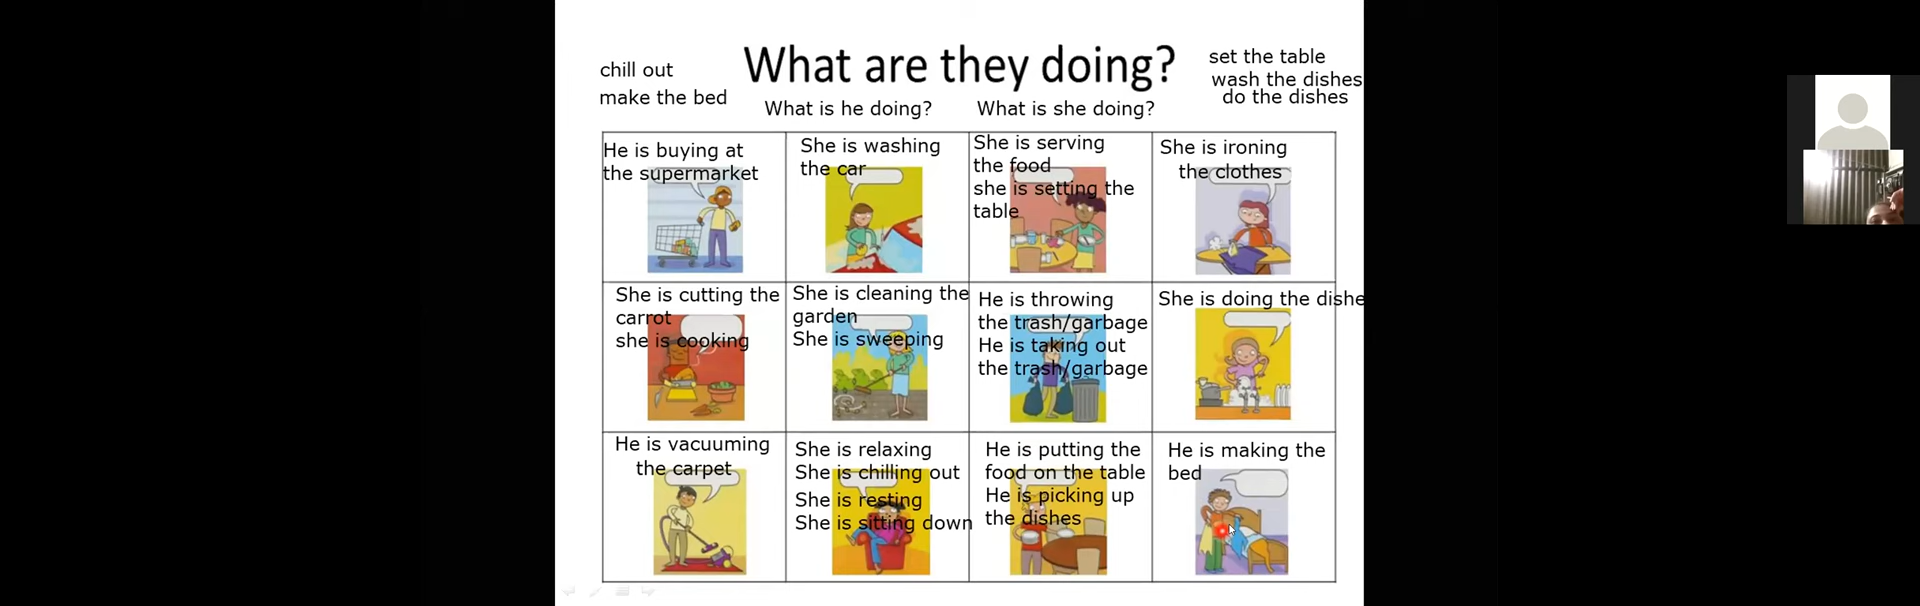 What are they doing?
chill out
make the bed
set the table
wash the dishes
do the dishes
What is he doing?
What is she doing?
He is buying at
the supermarket
She is washing
the car
She is serving
the food
she is setting the
table
She is ironing
the clothes
She is cutting the
carrot
she is cooking
She is cleaning the
garden
She is sweeping
He is throwing
the trash/garbage
He is taking out
the trash/garbage
She is doing the dishe
He is vacuuming
the carpet
She is relaxing
She is chilling out
She is resting
She is sitting down
He is putting the
food on the table
He is picking up
the dishes
He is making the
bed